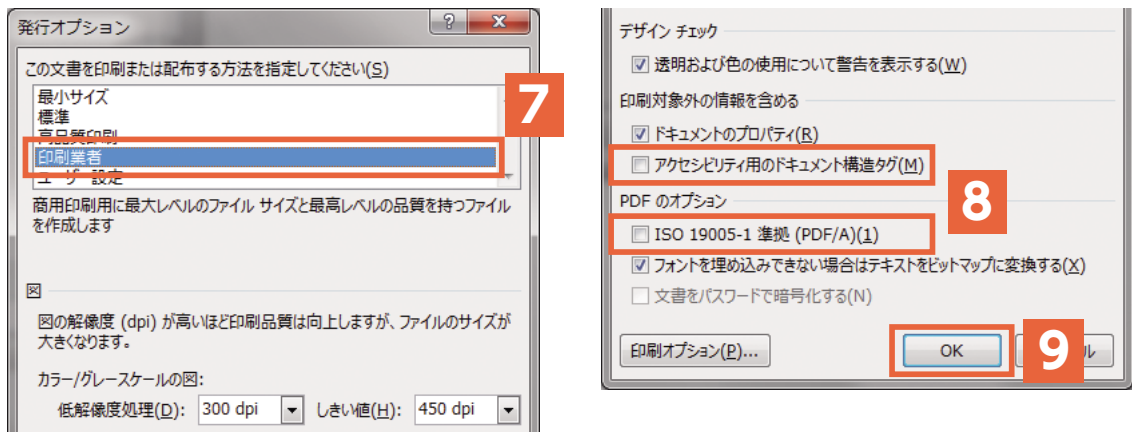 発行オプション
?
この文書を印刷または配布する方法を指定してください(S)
最小サイズ
標準
高品質印刷
印刷業者
ユーザー設定
7
商用印刷用に最大レベルのファイル サイズと最高レベルの品質を持つファイル
を作成します
図
図の解像度 (dpi) が高いほど印刷品質は向上しますが、ファイルのサイズが
大きくなります。
カラー/グレースケールの図:
低解像度処理(D): 300 dpi しきい値(H): 450 dpi
デザイン チェック
透明および色の使用について警告を表示する(W)
印刷対象外の情報を含める
ドキュメントのプロパティ(R)
アクセシビリティ用のドキュメント構造タグ(M)
8
PDF のオプション
ISO 19005-1 準拠 (PDF/A)(1)
フォントを埋め込みできない場合はテキストをビットマップに変換する(X)
文書をパスワードで暗号化する(N)
印刷オプション(P)... OK
9